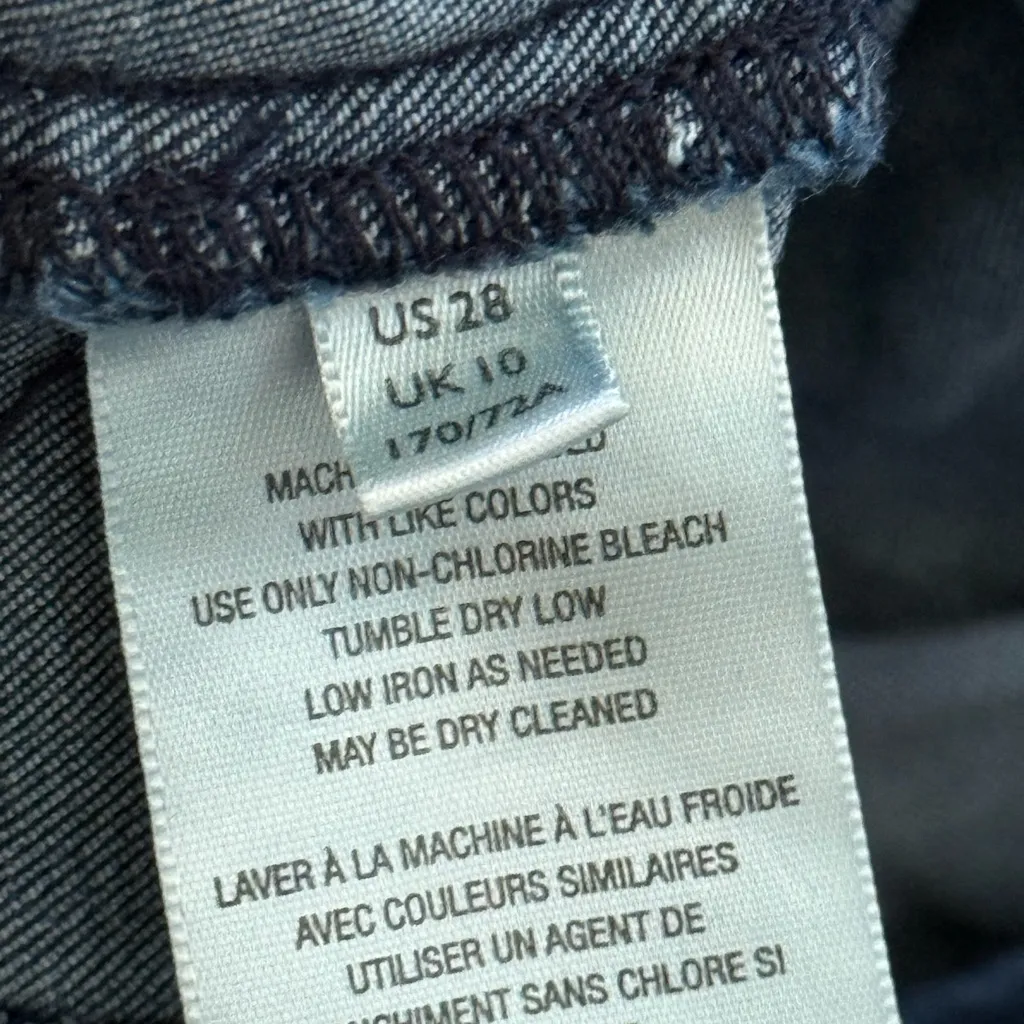 US 28
UK 10
170/72A
WITH LIKE COLORS
USE ONLY NON-CHLORINE BLEACH
TUMBLE DRY LOW
LOW IRON AS NEEDED
MAY BE DRY CLEANED
LAVER À LA MACHINE À L'EAU FROIDE
AVEC COULEURS SIMILAIRES
UTILISER UN AGENT DE
SANS CHLORE SI